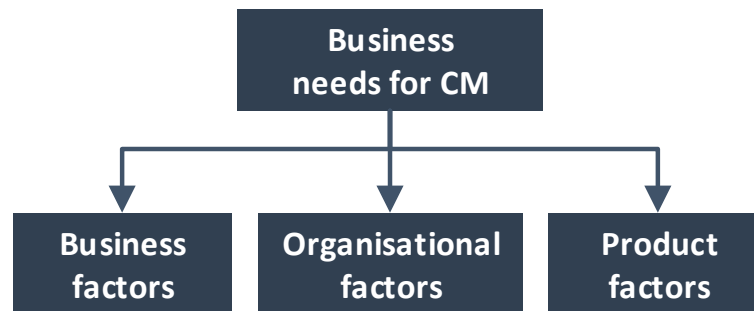 Business
needs for CM
Business
factors
Organisational
factors
Product
factors